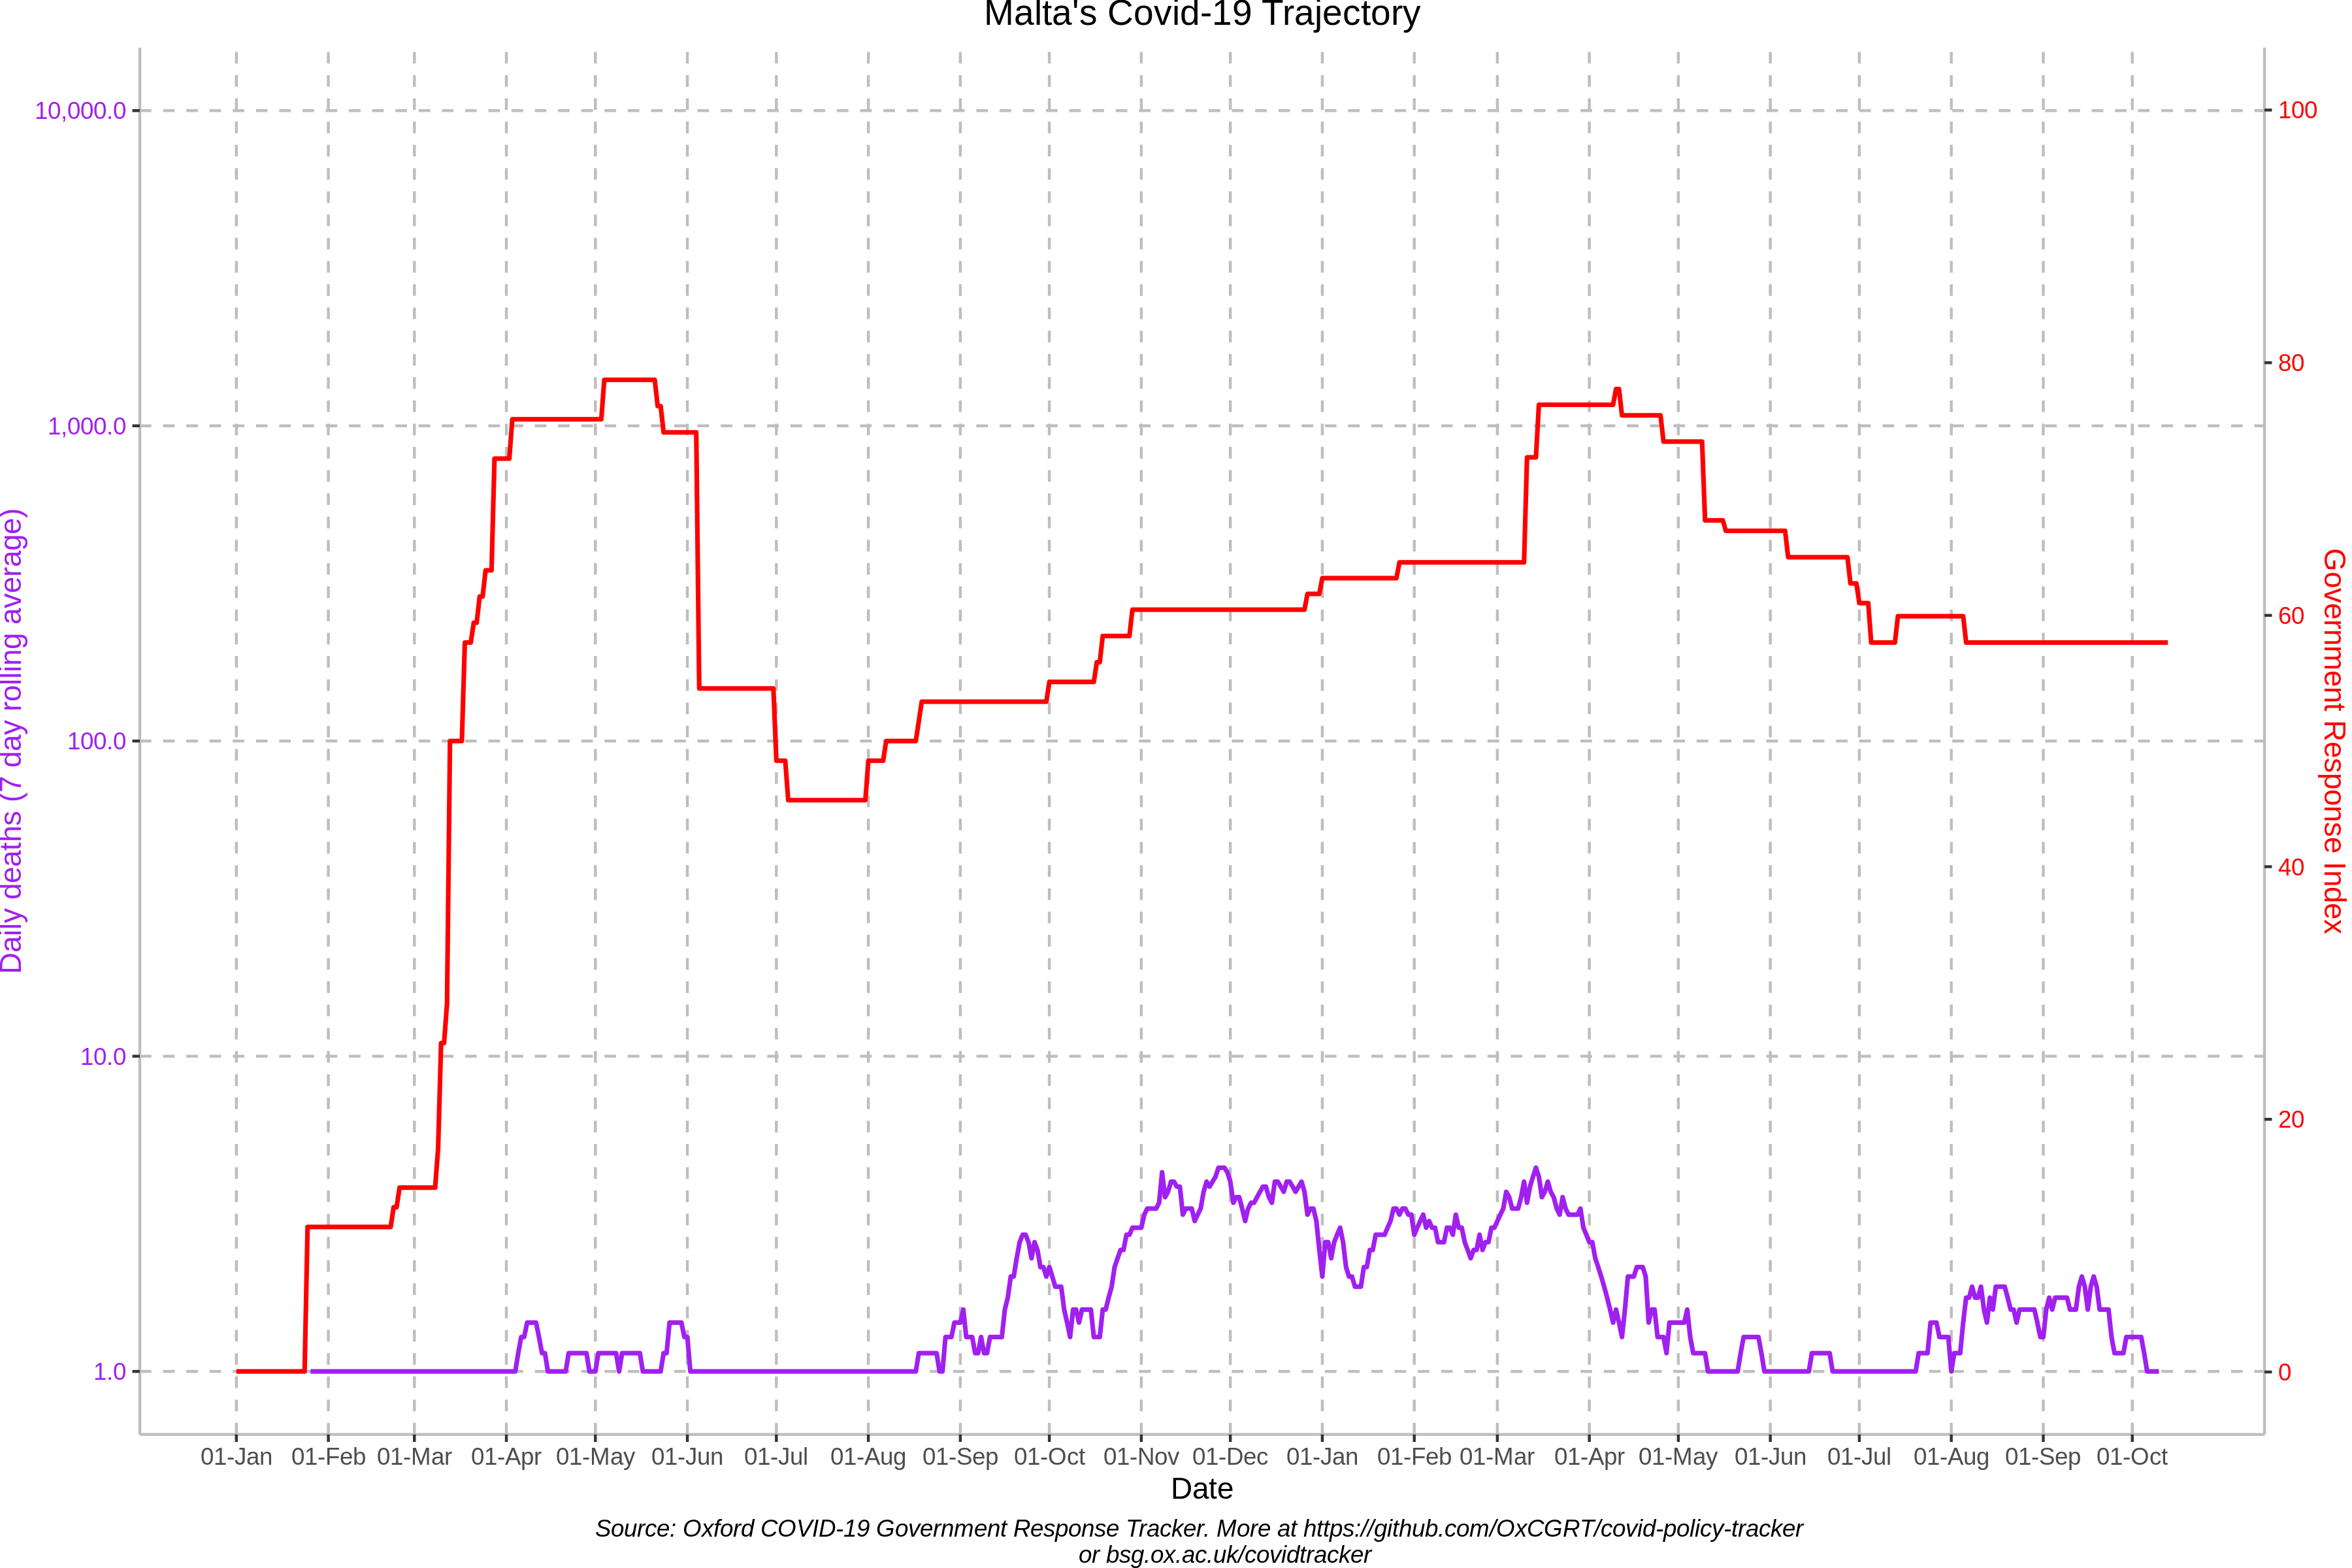 Malta's Covid-19 Trajectory
10,000.0
1,000.0
100.0
10.0
1.0
Daily deaths (7 day rolling average)
100
80
60
40
20
0
Government Response Index
01-Jan 01-Feb 01-Mar 01-Apr 01-May 01-Jun 01-Jul 01-Aug 01-Sep 01-Oct 01-Nov 01-Dec 01-Jan 01-Feb 01-Mar 01-Apr 01-May 01-Jun 01-Jul 01-Aug 01-Sep 01-Oct
Date
Source: Oxford COVID-19 Government Response Tracker. More at https://github.com/OxCGRT/covid-policy-tracker
or bsg.ox.ac.uk/covidtracker